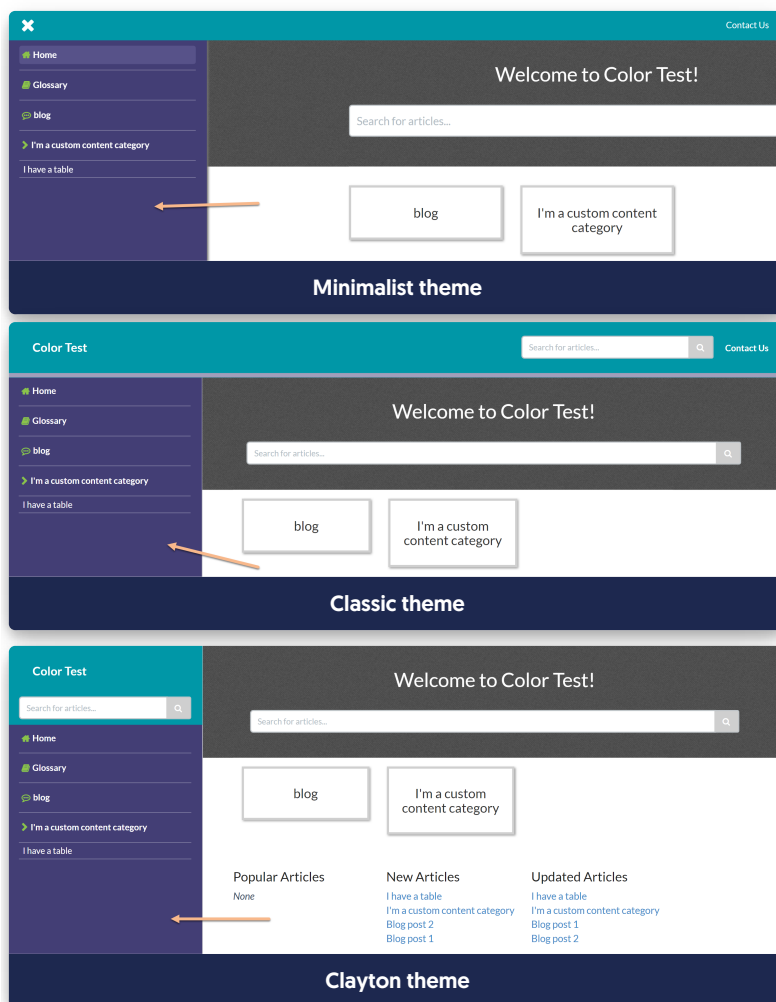 Contact Us
Home
Glossary
blog
I'm a custom content category
I have a table
Welcome to Color Test!
Search for articles...
blog
I'm a custom content
category
Minimalist theme
Color Test
Search for articles...
Contact Us
Home
Glossary
blog
I'm a custom content category
I have a table
Welcome to Color Test!
Search for articles...
blog
I'm a custom
content category
Classic theme
Color Test
Search for articles...
Home
Glossary
blog
I'm a custom content category
I have a table
Welcome to Color Test!
Search for articles...
blog
I'm a custom
content category
Popular Articles
None
New Articles
I have a table
I'm a custom content category
Blog post 2
Blog post 1
Updated Articles
I have a table
I'm a custom content category
Blog post 1
Blog post 2
Clayton theme